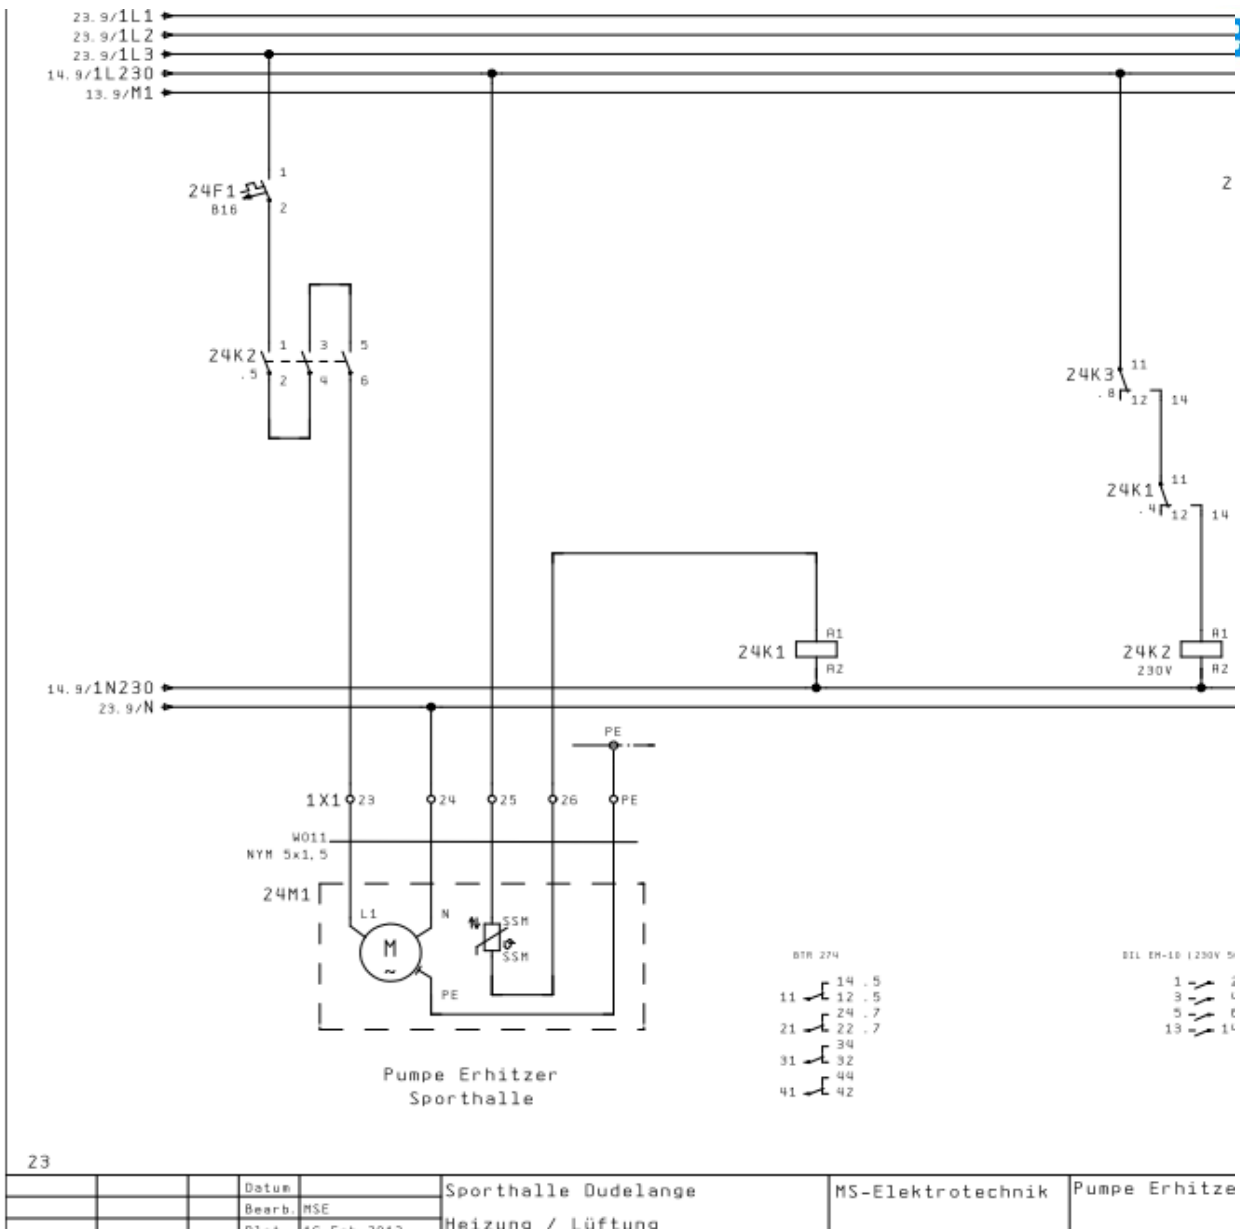 23.9/1L1
23.9/1L2
23.9/1L3
14.9/1L230
13.9/M1
24F1
B16
1
2
24K2
.5
1
2
3
4
5
6
24K3
.8
11
12
14
24K1
.4
11
12
14
24K1
A1
A2
24K2
230V
A1
A2
14.9/1N230
23.9/N
PE
1X1
23
24
25
26
PE
W011
NYM 5x1,5
24M1
L1
N
M
~
PE
SSM
SSM
Pumpe Erhitzer
Sporthalle
BTR 274
14 .5
11 12 .5
24 .7
21 22 .7
34
31 32
44
41 42
1
3
5
13
23
Datum
Bearb. MSE
Sporthalle Dudelange
Heizung / Lüftung
MS-Elektrotechnik